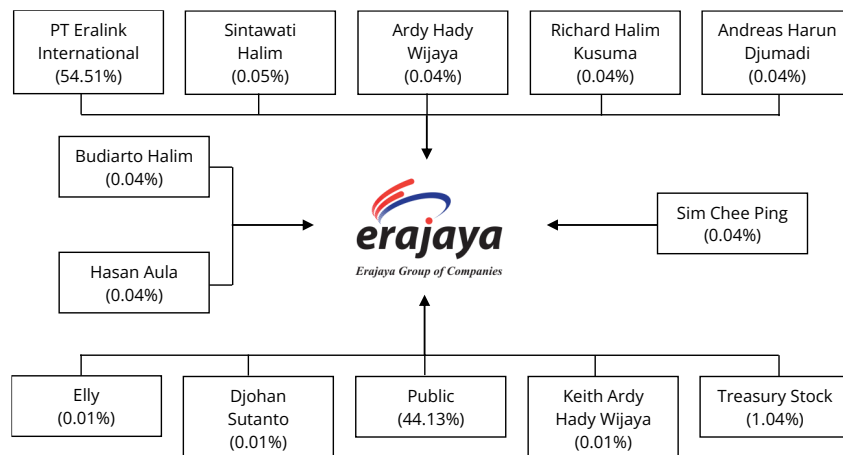 PT Eralink
International
(54.51%)
Sintawati
Halim
(0.05%)
Ardy Hady
Wijaya
(0.04%)
Richard Halim
Kusuma
(0.04%)
Andreas Harun
Djumadi
(0.04%)
Budiarto Halim
(0.04%)
Hasan Aula
(0.04%)
erajaya
Erajaya Group of Companies
Sim Chee Ping
(0.04%)
Elly
(0.01%)
Djohan
Sutanto
(0.01%)
Public
(44.13%)
Keith Ardy
Hady Wijaya
(0.01%)
Treasury Stock
(1.04%)